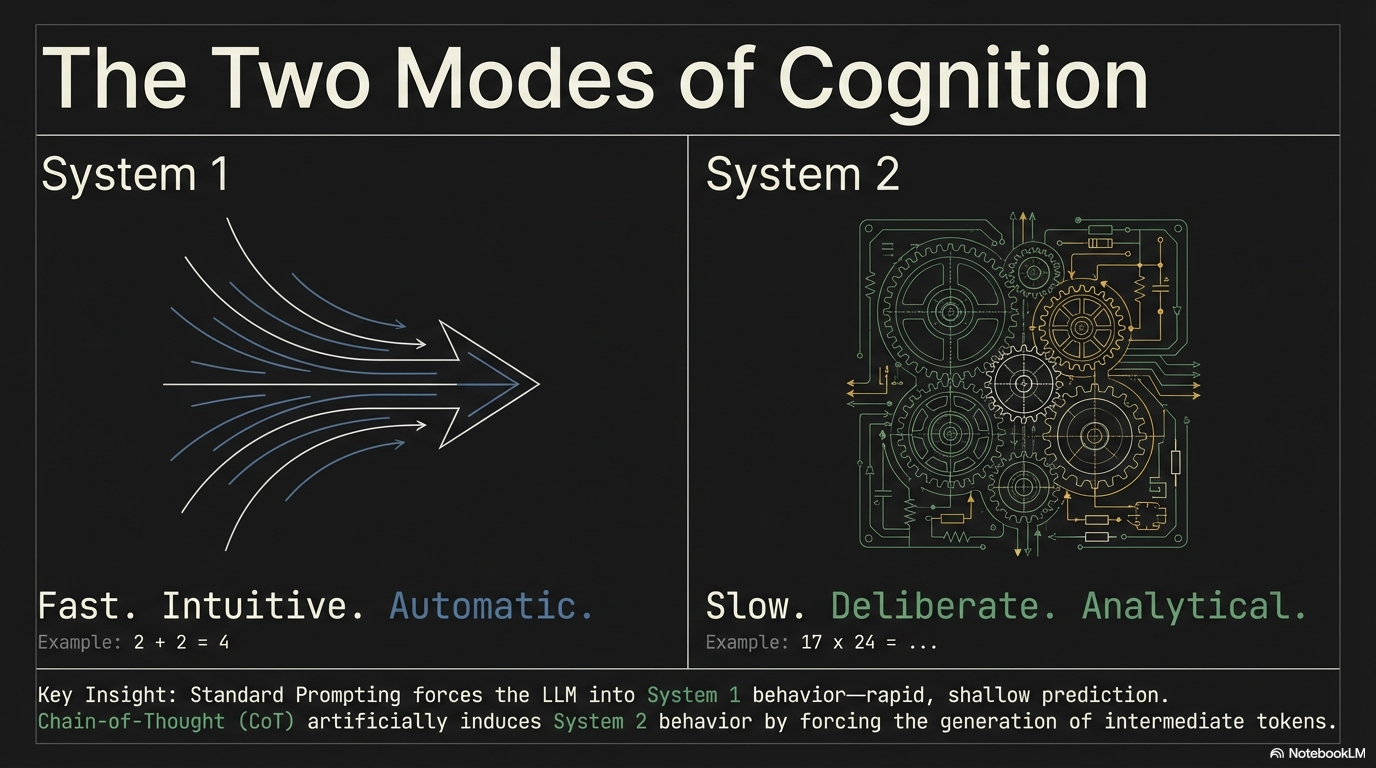 The Two Modes of Cognition
System 1
Fast. Intuitive. Automatic.
Example: 2 + 2 = 4
System 2
Slow. Deliberate. Analytical.
Example: 17 x 24 = ...
Key Insight: Standard Prompting forces the LLM into System 1 behavior—rapid, shallow prediction.
Chain-of-Thought (CoT) artificially induces System 2 behavior by forcing the generation of intermediate tokens.
NotebookLM